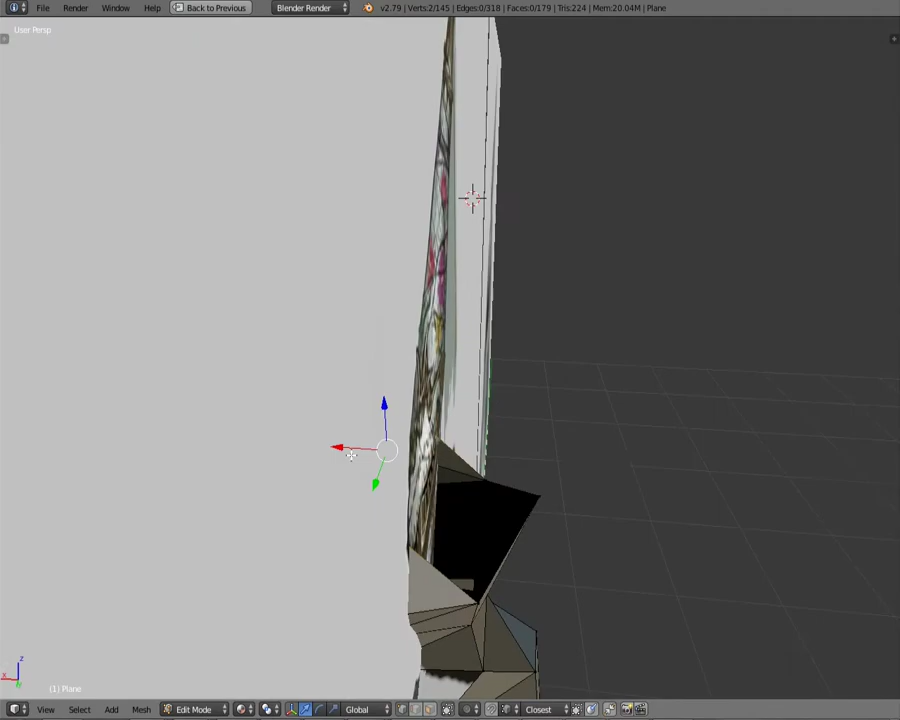 File Render Window Help Back to Previous Blender Render v2.79 | Verts:2/145 | Edges:0/318 | Faces:0/179 | Tris:224 | Mem:20.04M | Plane
User Persp
z
x
(1) Plane
View Select Add Mesh Edit Mode Global Closest